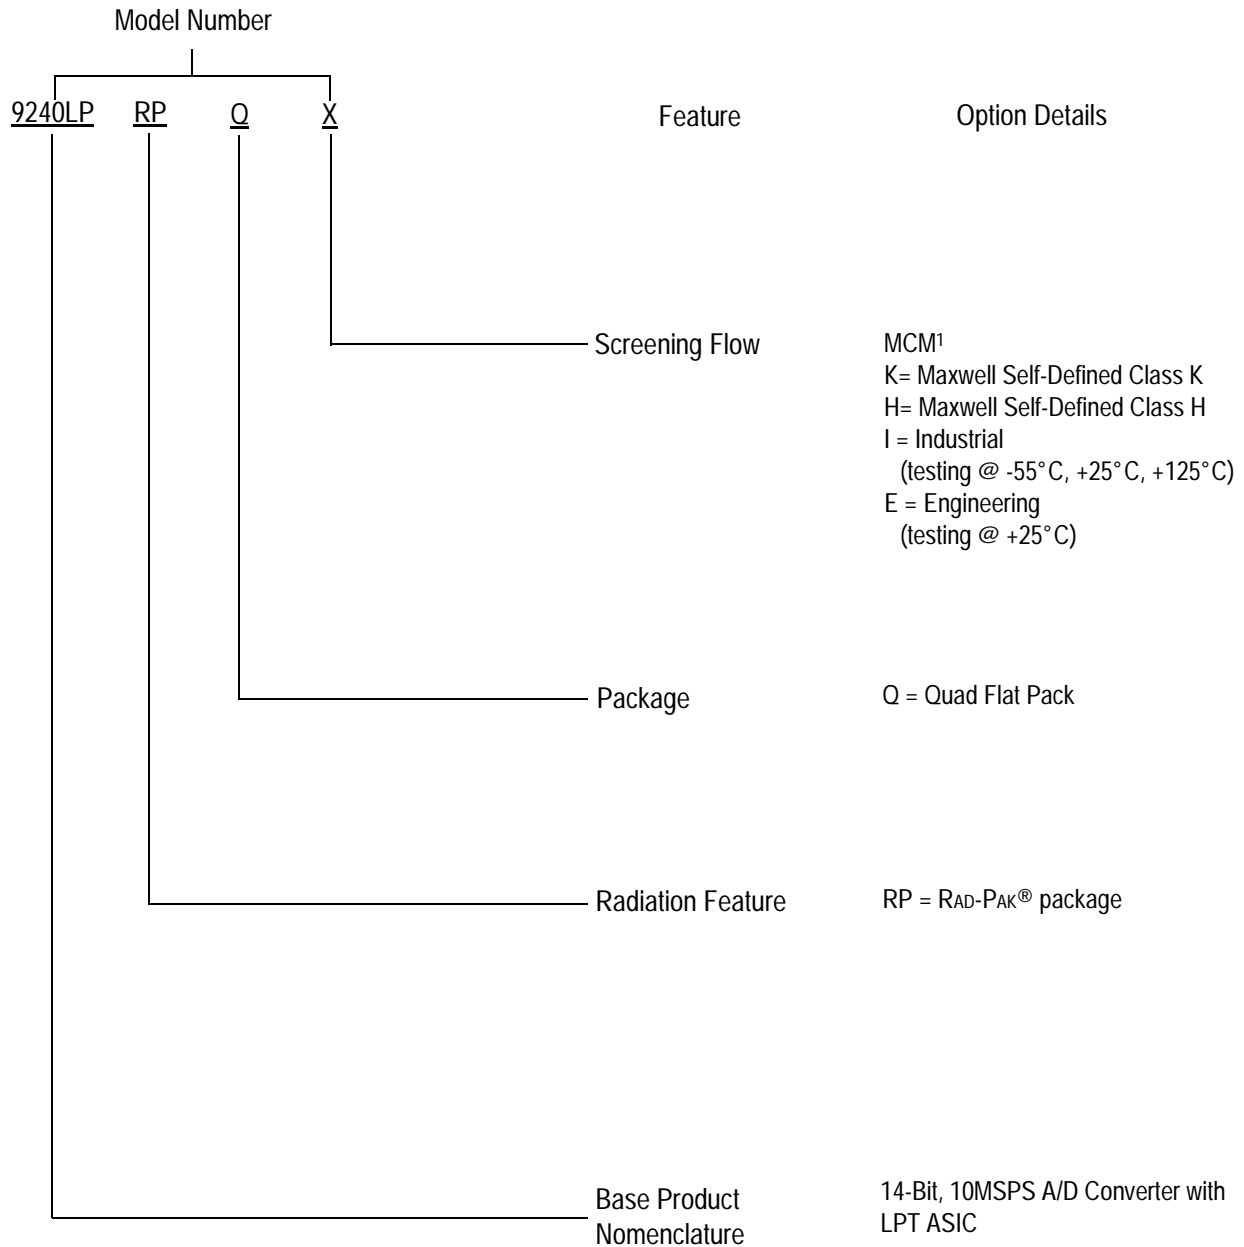 Model Number
9240LP RP Q X Feature Option Details
Screening Flow MCM¹
K= Maxwell Self-Defined Class K
H= Maxwell Self-Defined Class H
I = Industrial
(testing @ -55°C, +25°C, +125°C)
E = Engineering
(testing @ +25°C)
Package Q = Quad Flat Pack
Radiation Feature RP = RAD-PAK® package
Base Product
Nomenclature
14-Bit, 10MSPS A/D Converter with
LPT ASIC